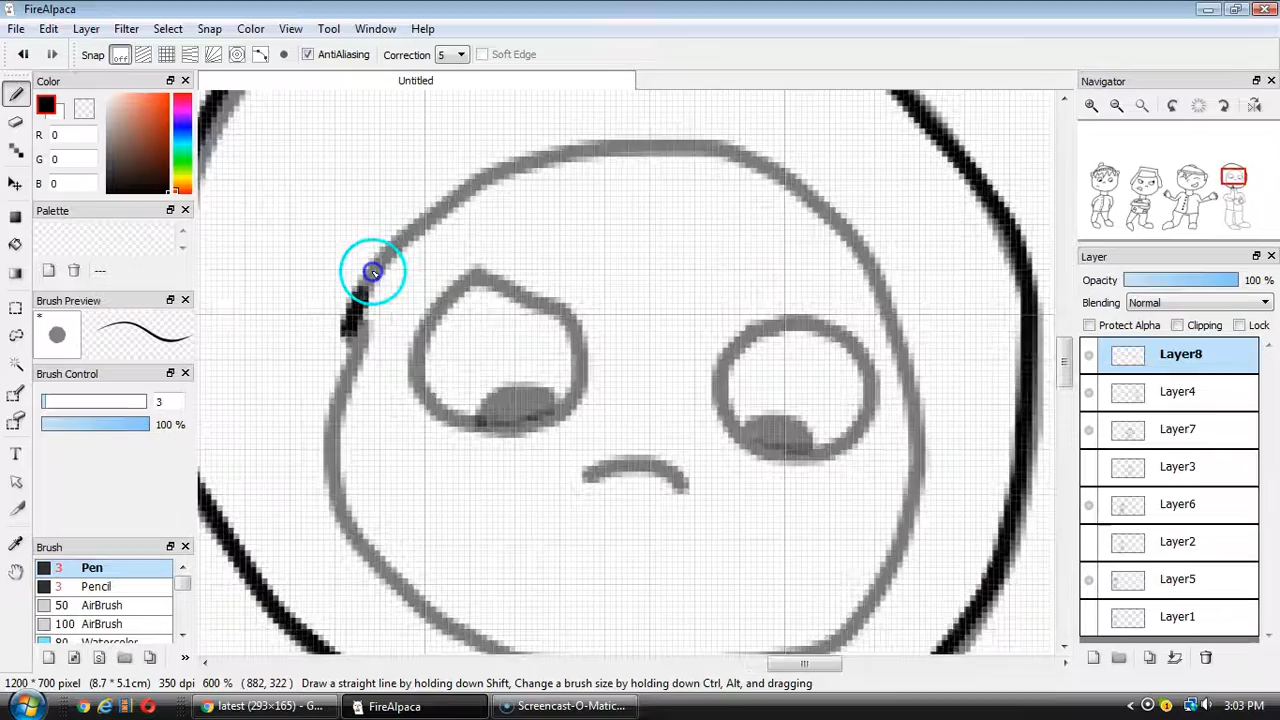 FireAlpaca
File Edit Layer Filter Select Snap Color View Tool Window Help
Snap off AntiAliasing Correction 5 Soft Edge
Color
Untitled
Navigator
R 0
G 0
B 0
Palette
---
Brush Preview
*
Brush Control
3
100 %
Brush
3 Pen
3 Pencil
50 AirBrush
100 AirBrush
80 Watercolor
Layer
Opacity 100 %
Blending Normal
Protect Alpha Clipping Lock
Layer8
Layer4
Layer7
Layer3
Layer6
Layer2
Layer5
Layer1
1200 * 700 pixel (8.7 * 5.1cm) 350 dpi 600 % ( 882, 322 ) Draw a straight line by holding down Shift, Change a brush size by holding down Ctrl, Alt, and dragging
latest (293×165) - G... FireAlpaca Screencast-O-Matic... 3:03 PM